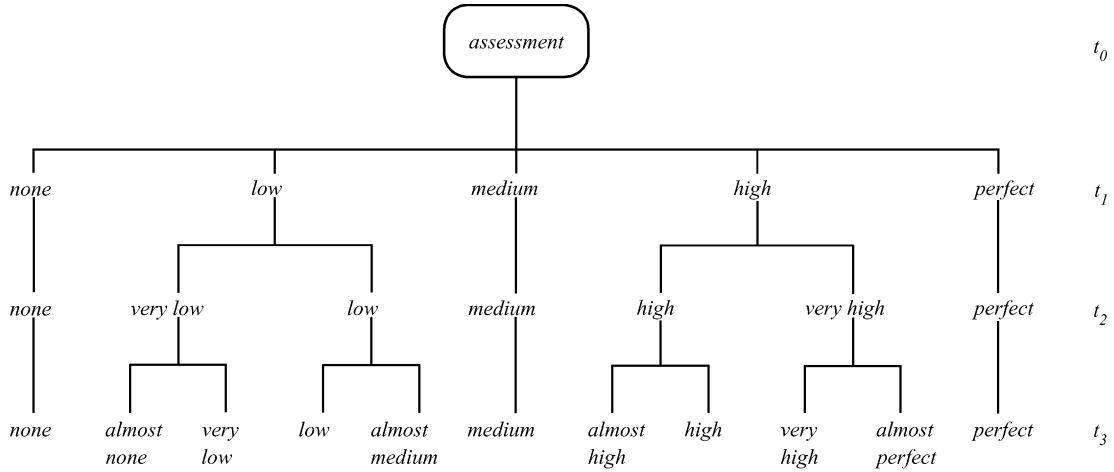 assessment t0
none low medium high perfect t1
none very low low medium high very high perfect t2
none almost very low almost medium almost high very almost perfect t3
none low medium high high perfect